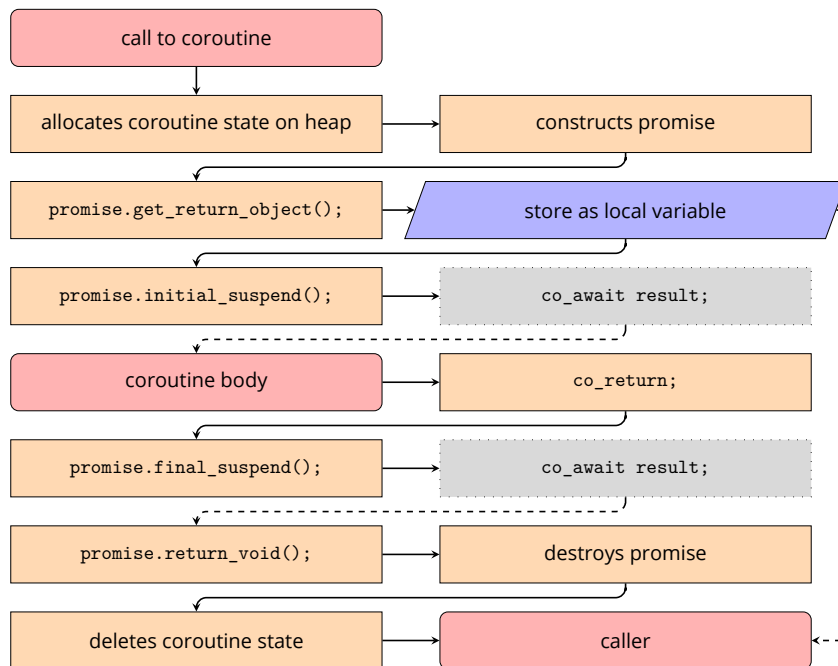 call to coroutine
allocates coroutine state on heap
constructs promise
promise.get_return_object();
store as local variable
promise.initial_suspend();
co_await result;
coroutine body
co_return;
promise.final_suspend();
co_await result;
promise.return_void();
destroys promise
deletes coroutine state
caller